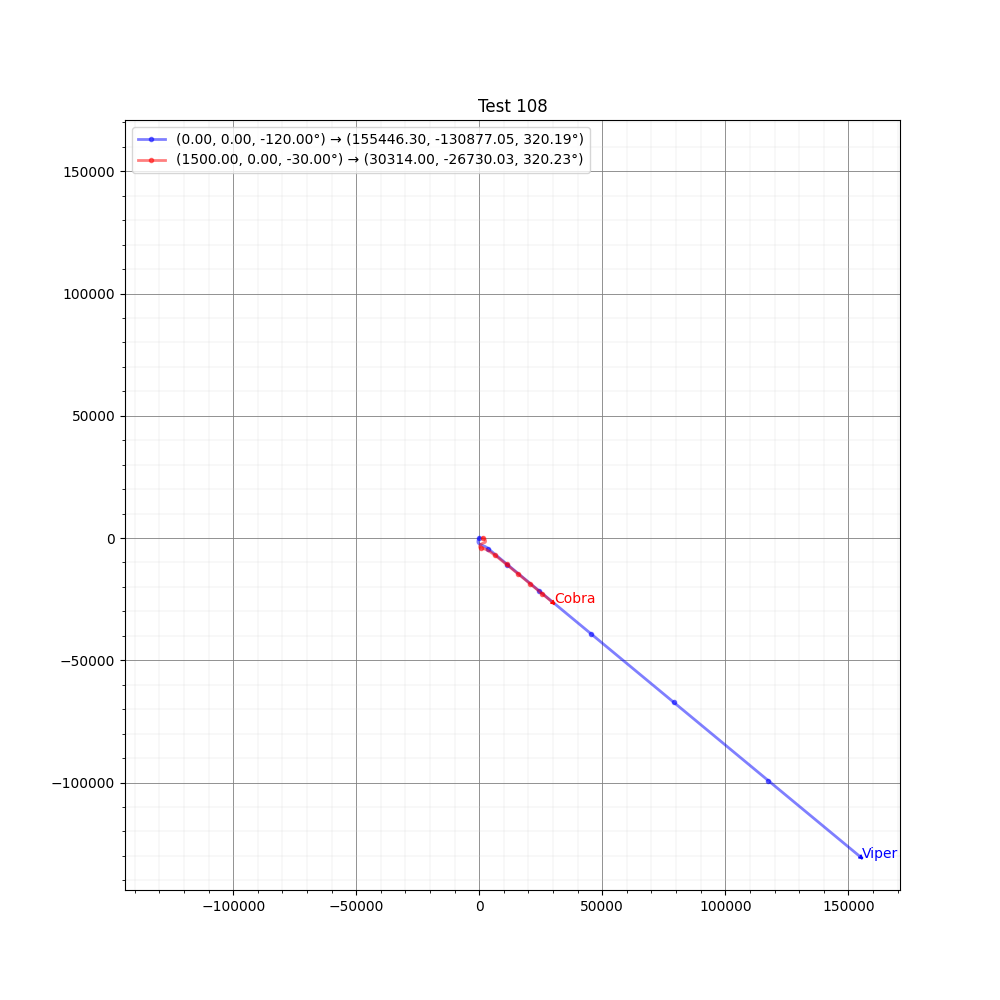 Test 108
(0.00, 0.00, -120.00°) → (155446.30, -130877.05, 320.19°)
(1500.00, 0.00, -30.00°) → (30314.00, -26730.03, 320.23°)
150000
100000
50000
0
−50000
−100000
Cobra
Viper
−100000 −50000 0 50000 100000 150000